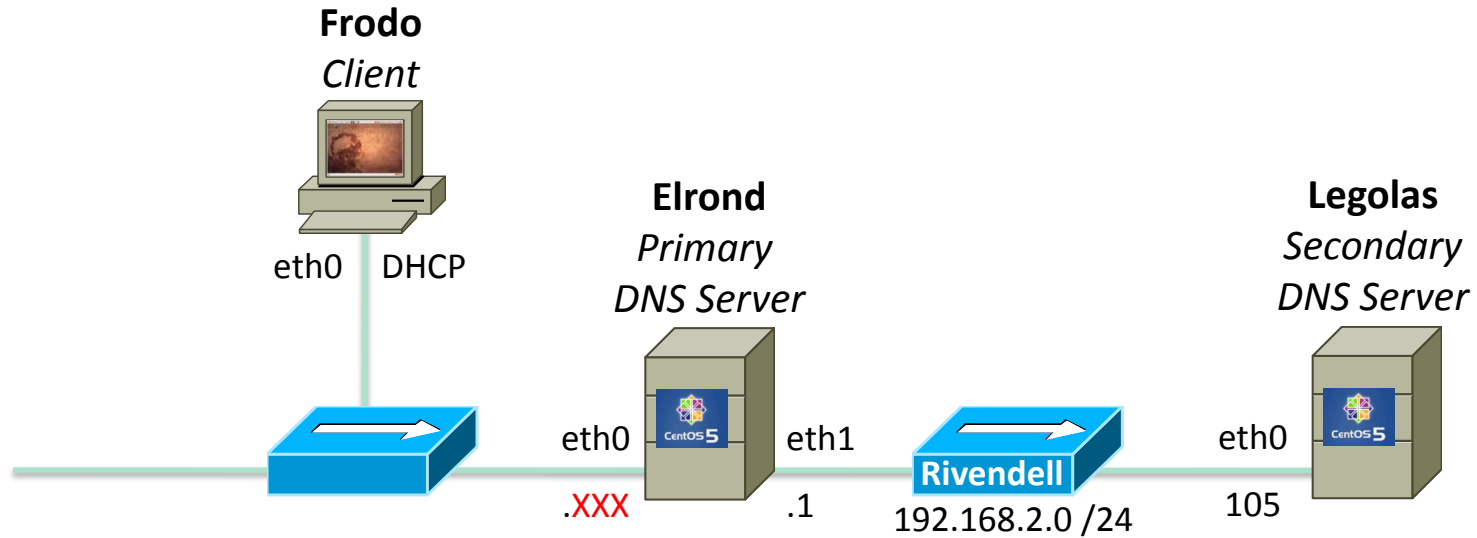 Frodo
Client
eth0 DHCP
Elrond
Primary
DNS Server
CentOS 5
eth0
.XXX
eth1
.1
Rivendell
192.168.2.0 /24
Legolas
Secondary
DNS Server
CentOS 5
eth0
105